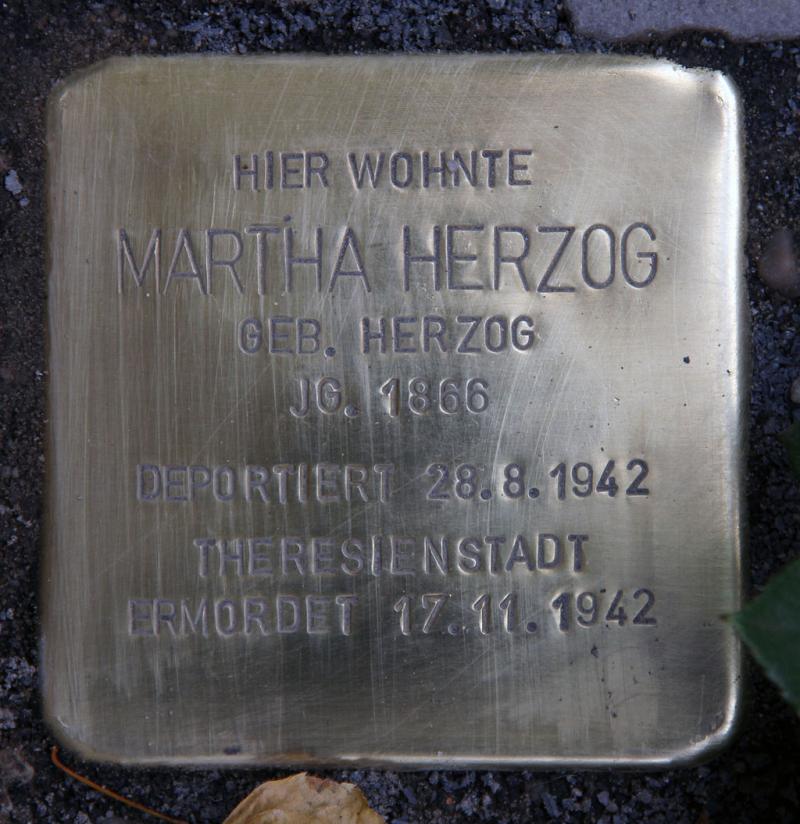 HIER WOHNTE
MARTHA HERZOG
GEB. HERZOG
JG. 1866
DEPORTIERT 28.8.1942
THERESIENSTADT
ERMORDET 17.11.1942